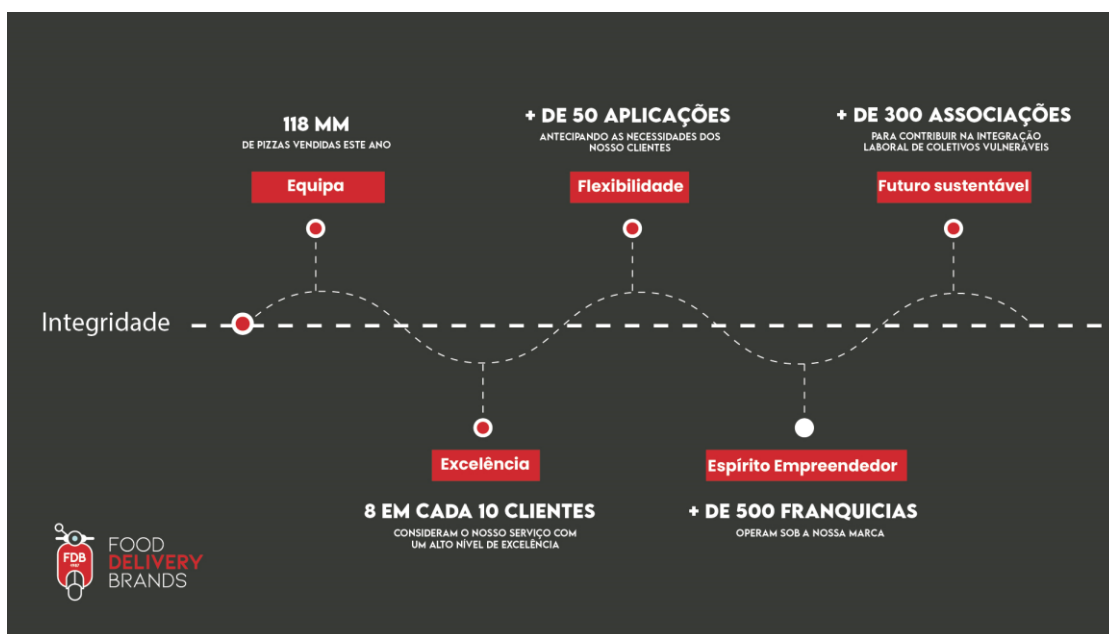 118 MM
DE PIZZAS VENDIDAS ESTE ANO
Equipa
+ DE 50 APLICAÇÕES
ANTECIPANDO AS NECESSIDADES DOS
NOSSO CLIENTES
Flexibilidade
+ DE 300 ASSOCIAÇÕES
PARA CONTRIBUIR NA INTEGRAÇÃO
LABORAL DE COLETIVOS VULNERÁVEIS
Futuro sustentável
Integridade
Excelência
8 EM CADA 10 CLIENTES
CONSIDERAM O NOSSO SERVIÇO COM
UM ALTO NÍVEL DE EXCELÊNCIA
Espírito Empreendedor
+ DE 500 FRANQUICIAS
OPERAM SOB A NOSSA MARCA
FDB
1987
FOOD
DELIVERY
BRANDS